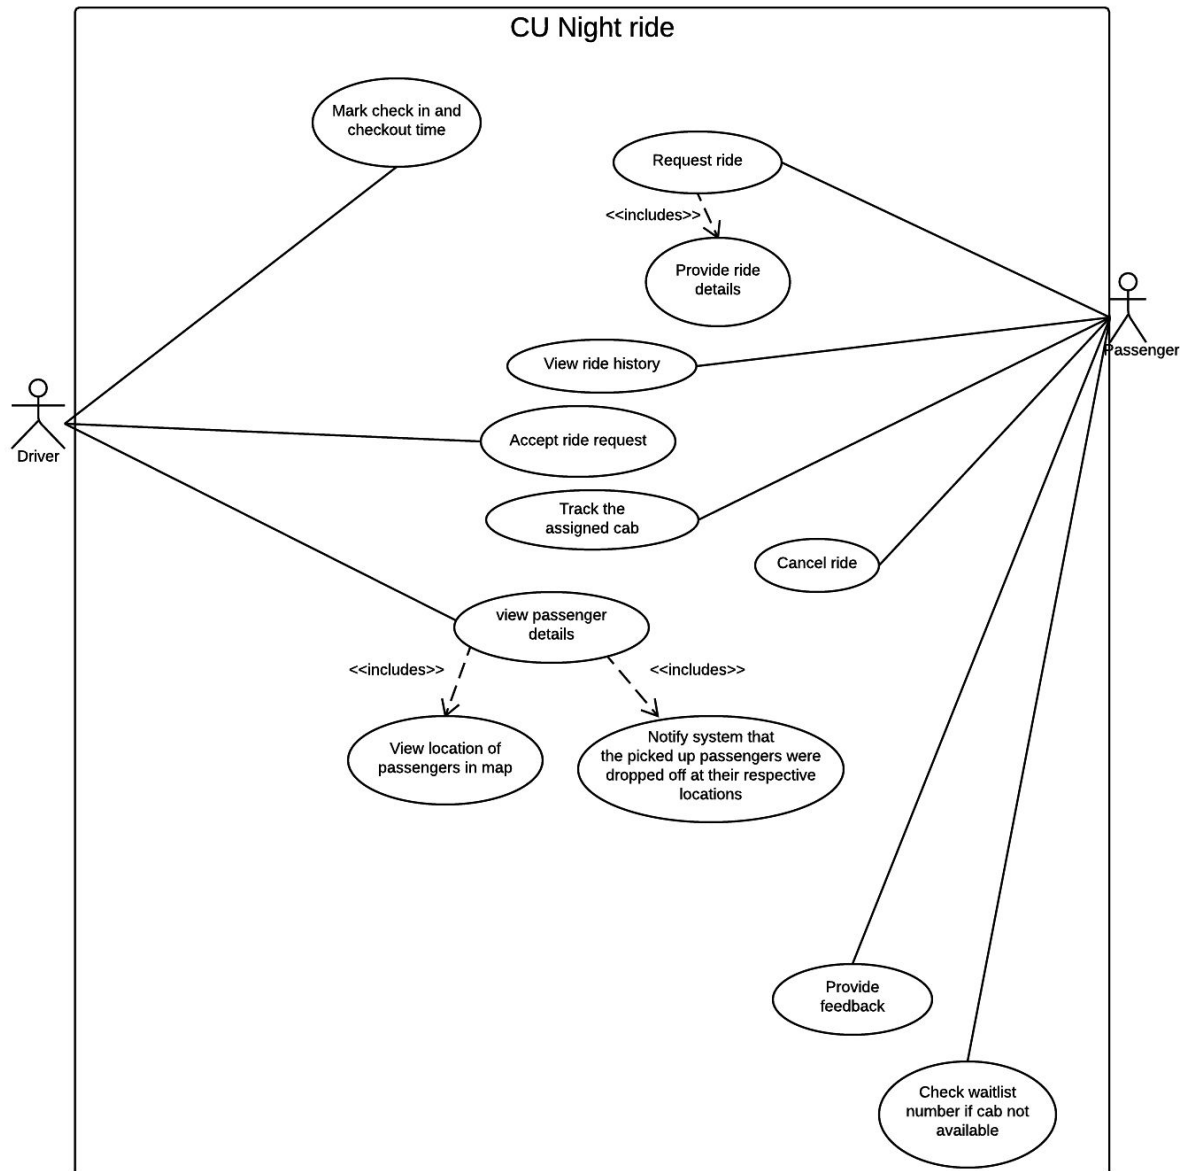 CU Night ride
Mark check in and
checkout time
Request ride
<<includes>>
Provide ride
details
Passenger
View ride history
Accept ride request
Driver
Track the
assigned cab
Cancel ride
view passenger
details
<<includes>>
<<includes>>
View location of
passengers in map
Notify system that
the picked up passengers were
dropped off at their respective
locations
Provide
feedback
Check waitlist
number if cab not
available